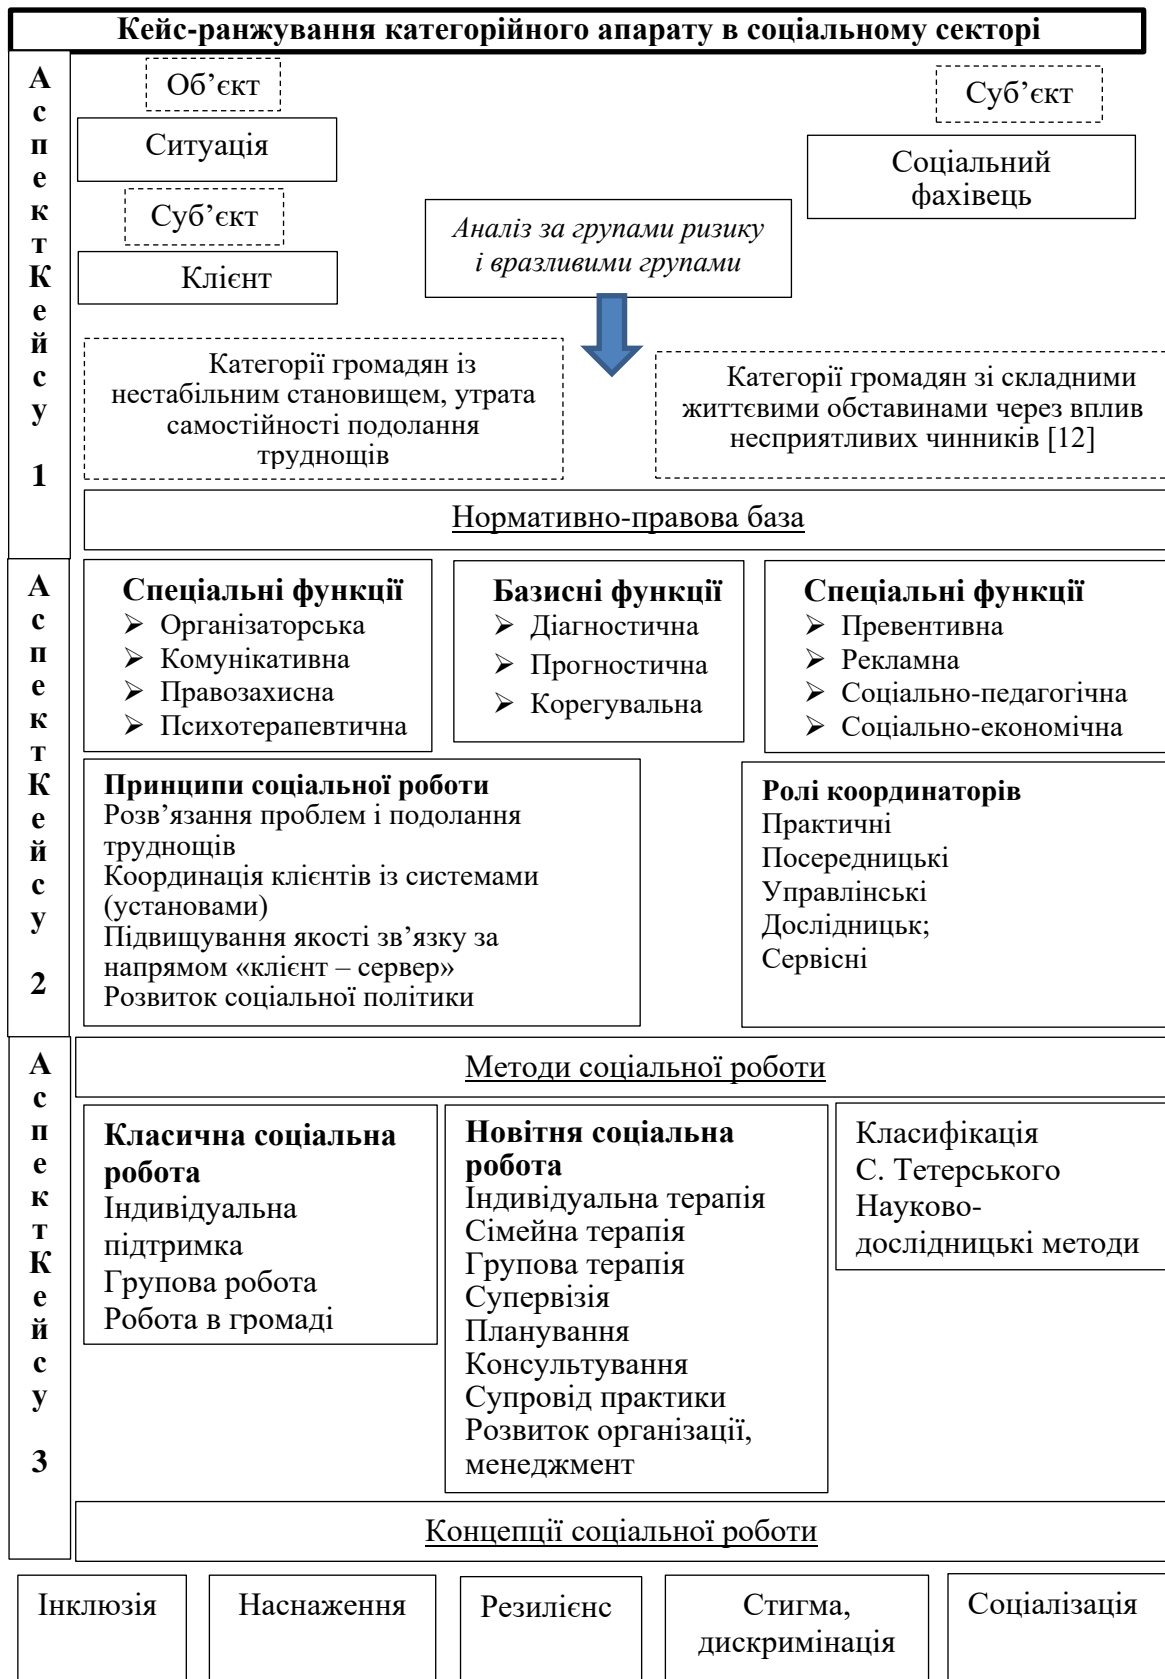 Кейс-ранжування категорійного апарату в соціальному секторі
Аспект Кейсу 1
Об’єкт
Ситуація
Суб’єкт
Клієнт
Суб’єкт
Соціальний
фахівець
Аналіз за групами ризику
і вразливими групами
Категорії громадян із
нестабільним становищем, утрата
самостійності подолання
труднощів
Категорії громадян зі складними
життєвими обставинами через вплив
несприятливих чинників [12]
Нормативно-правова база
Аспект Кейсу 2
Спеціальні функції
➢ Організаторська
➢ Комунікативна
➢ Правозахисна
➢ Психотерапевтична
Базисні функції
➢ Діагностична
➢ Прогностична
➢ Корегувальна
Спеціальні функції
➢ Превентивна
➢ Рекламна
➢ Соціально-педагогічна
➢ Соціально-економічна
Принципи соціальної роботи
Розв’язання проблем і подолання
труднощів
Координація клієнтів із системами
(установами)
Підвищування якості зв’язку за
напрямом «клієнт – сервер»
Розвиток соціальної політики
Ролі координаторів
Практичні
Посередницькі
Управлінські
Дослідницьк;
Сервісні
Аспект Кейсу 3
Методи соціальної роботи
Класична соціальна
робота
Індивідуальна
підтримка
Групова робота
Робота в громаді
Новітня соціальна
робота
Індивідуальна терапія
Сімейна терапія
Групова терапія
Супервізія
Планування
Консультування
Супровід практики
Розвиток організації,
менеджмент
Класифікація
С. Тетерського
Науково-
дослідницькі методи
Концепції соціальної роботи
Інклюзія
Наснаження
Резилієнс
Стигма,
дискримінація
Соціалізація